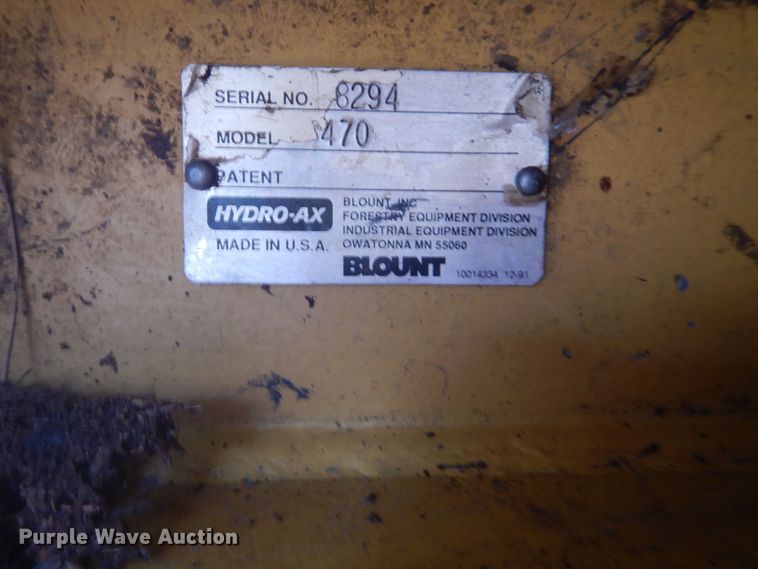 SERIAL NO. 8294
MODEL 470
PATENT
HYDRO-AX
MADE IN U.S.A.
BLOUNT, INC
FORESTRY EQUIPMENT DIVISION
INDUSTRIAL EQUIPMENT DIVISION
OWATONNA MN 55060
BLOUNT
10014334 12-91
Purple Wave Auction